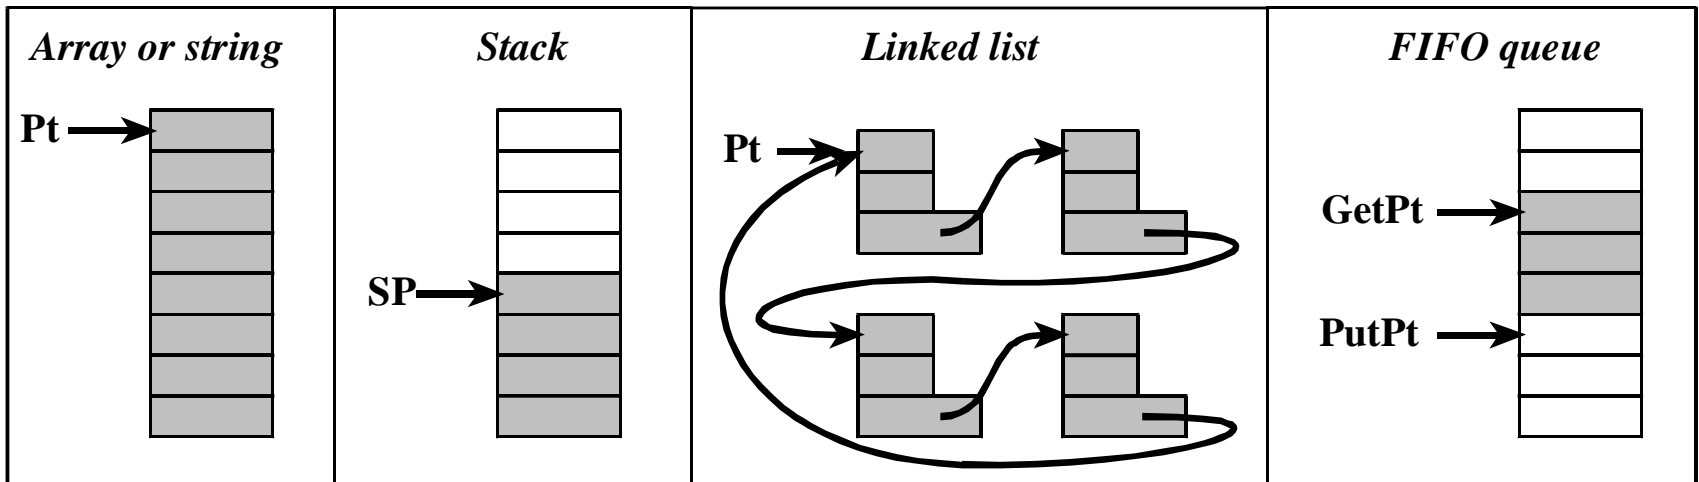 Array or string
Stack
Linked list
FIFO queue
Pt
SP
Pt
GetPt
PutPt